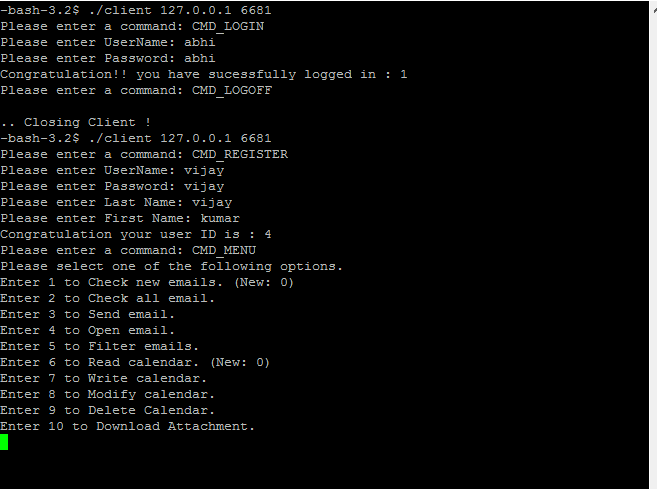 -bash-3.2$ ./client 127.0.0.1 6681
Please enter a command: CMD_LOGIN
Please enter UserName: abhi
Please enter Password: abhi
Congratulation!! you have sucessfully logged in : 1
Please enter a command: CMD_LOGOFF
.. Closing Client !
-bash-3.2$ ./client 127.0.0.1 6681
Please enter a command: CMD_REGISTER
Please enter UserName: vijay
Please enter Password: vijay
Please enter Last Name: vijay
Please enter First Name: kumar
Congratulation your user ID is : 4
Please enter a command: CMD_MENU
Please select one of the following options.
Enter 1 to Check new emails. (New: 0)
Enter 2 to Check all email.
Enter 3 to Send email.
Enter 4 to Open email.
Enter 5 to Filter emails.
Enter 6 to Read calendar. (New: 0)
Enter 7 to Write calendar.
Enter 8 to Modify calendar.
Enter 9 to Delete Calendar.
Enter 10 to Download Attachment.